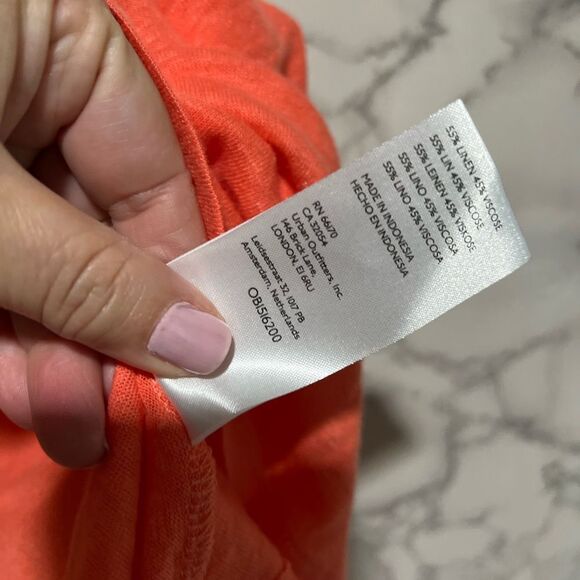 55% LINEN 45% VISCOSE
55% LIN 45% VISCOSE
55% LEINEN 45% VISKOSE
55% LINO 45% VISCOSA
55% LINO 45% VISCOSA
MADE IN INDONESIA
HECHO EN INDONESIA
RN 66170
CA 32054
Urban Outfitters, Inc.
146 Brick Lane,
LONDON, E1 6RU
Leidsestraat 32, 1017 PB
Amsterdam, Netherlands
OB1516200